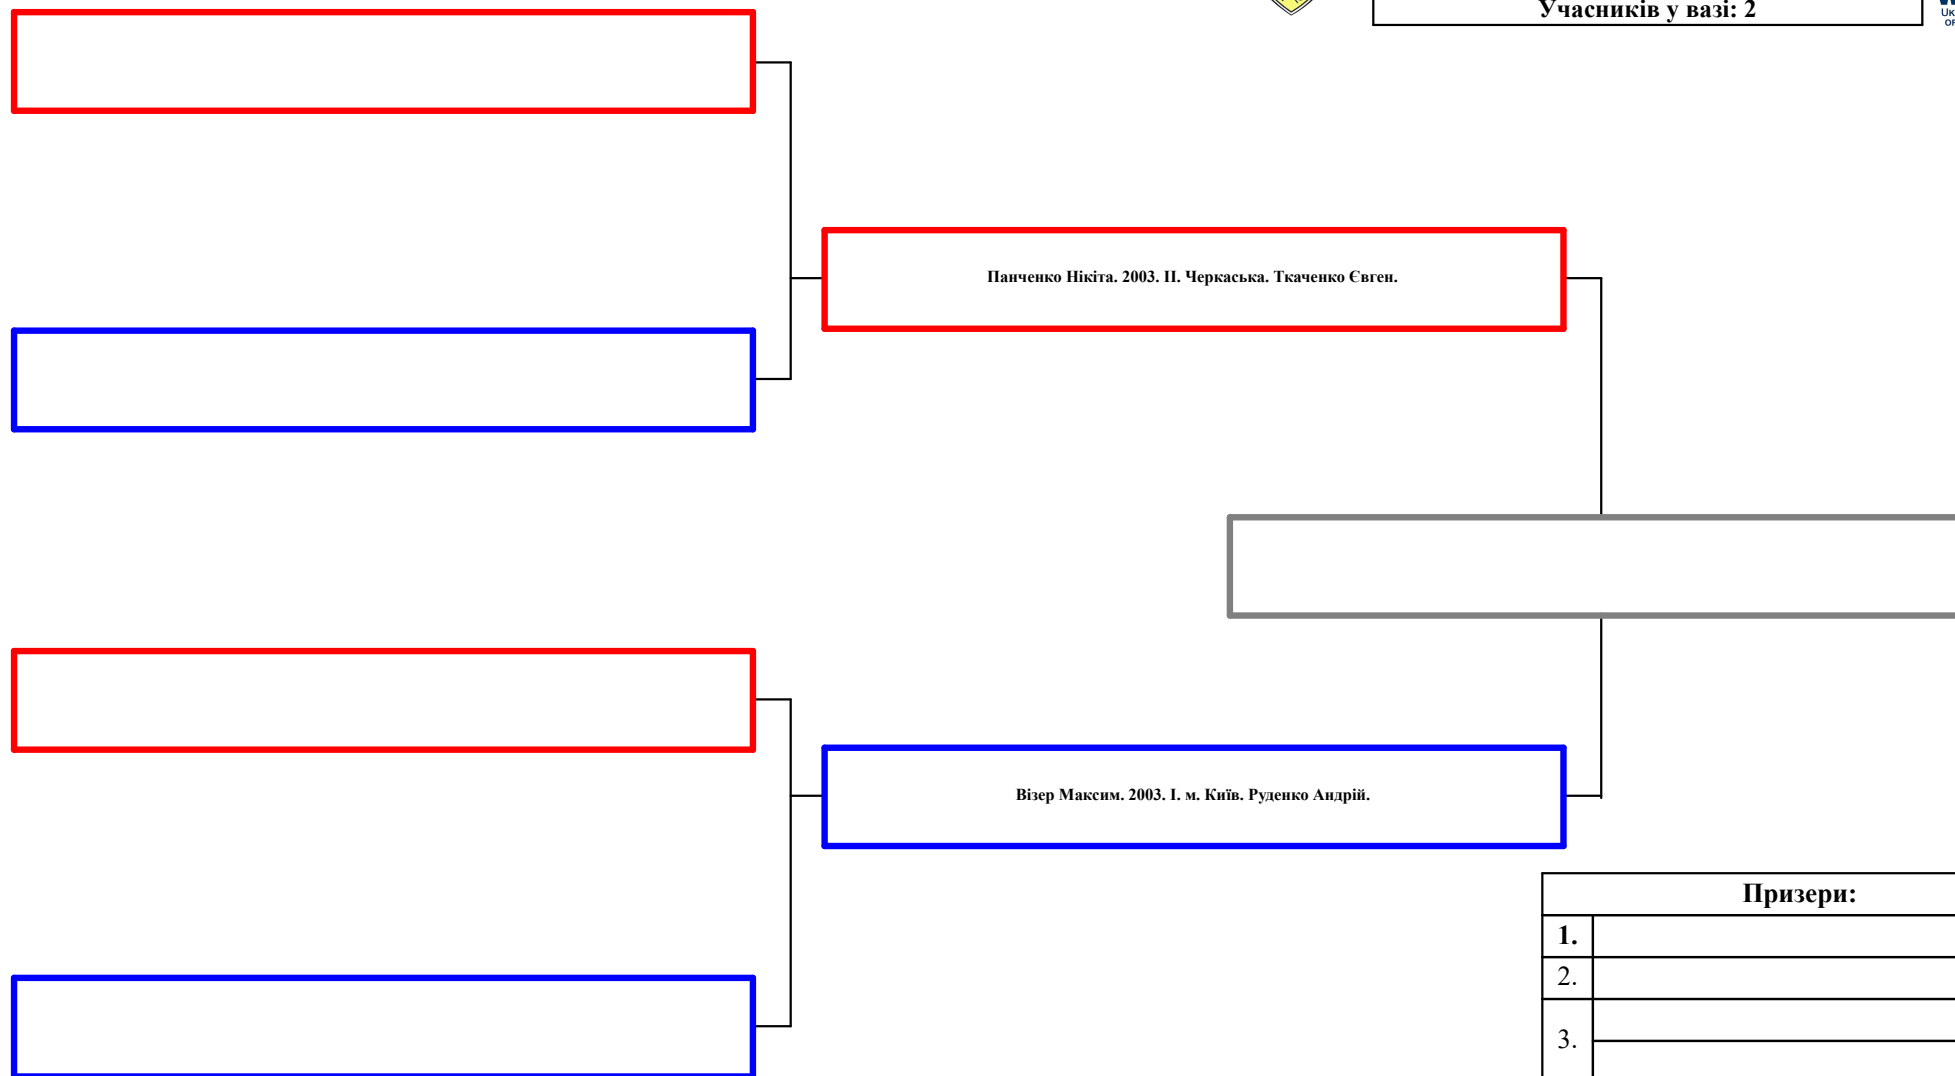 Учасників у вазі: 2
Панченко Нікіта. 2003. ІІ. Черкаська. Ткаченко Євген.
Візер Максим. 2003. І. м. Київ. Руденко Андрій.
Призери:
1.
2.
3.